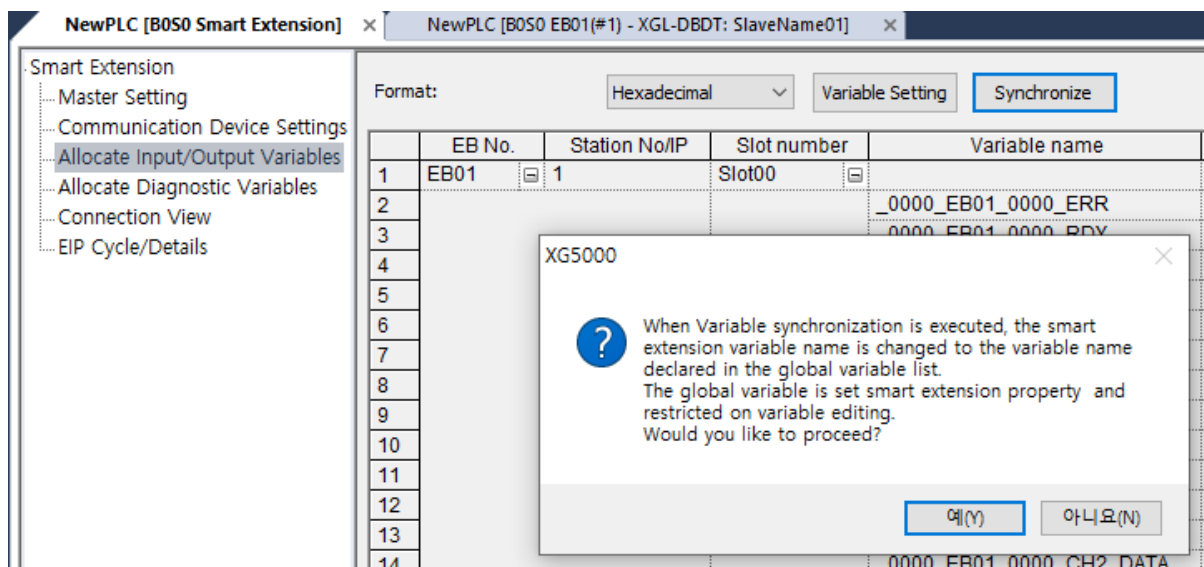 NewPLC [B0S0 Smart Extension]
NewPLC [B0S0 EB01(#1) - XGL-DBDT: SlaveName01]
Smart Extension
Master Setting
Communication Device Settings
Allocate Input/Output Variables
Allocate Diagnostic Variables
Connection View
EIP Cycle/Details
Format: Hexadecimal Variable Setting Synchronize
EB No. Station No/IP Slot number Variable name
1 EB01 1 Slot00
2 _0000_EB01_0000_ERR
3 _0000_EB01_0000_RDY
4
5
6
7
8
9
10
11
12
13
14 _0000_EB01_0000_CH2_DATA
XG5000
When Variable synchronization is executed, the smart
extension variable name is changed to the variable name
declared in the global variable list.
The global variable is set smart extension property and
restricted on variable editing.
Would you like to proceed?
예(Y) 아니요(N)